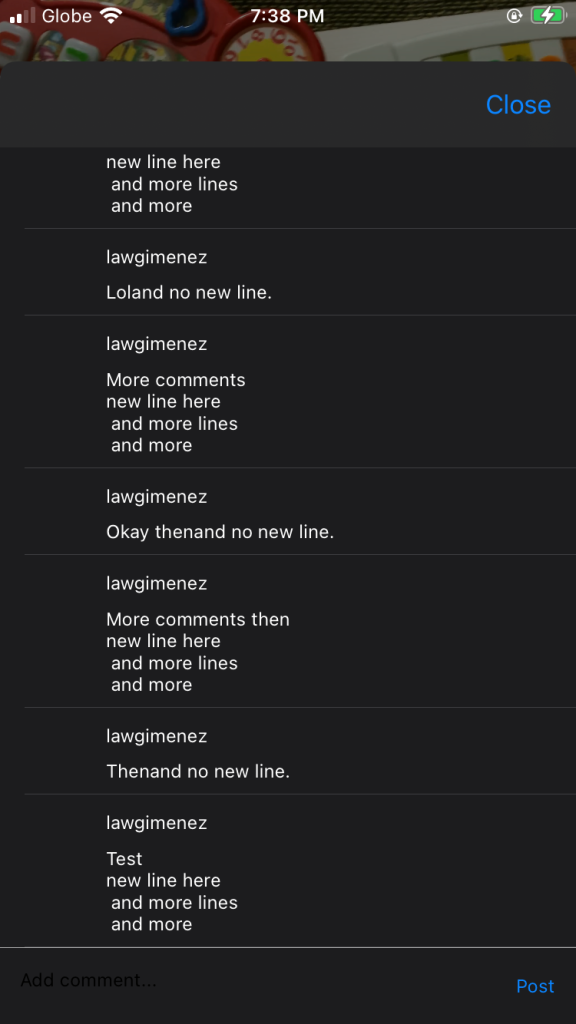 Globe
7:38 PM
Close
new line here
and more lines
and more
lawgimenez
Loland no new line.
lawgimenez
More comments
new line here
and more lines
and more
lawgimenez
Okay thenand no new line.
lawgimenez
More comments then
new line here
and more lines
and more
lawgimenez
Thenand no new line.
lawgimenez
Test
new line here
and more lines
and more
Add comment...
Post